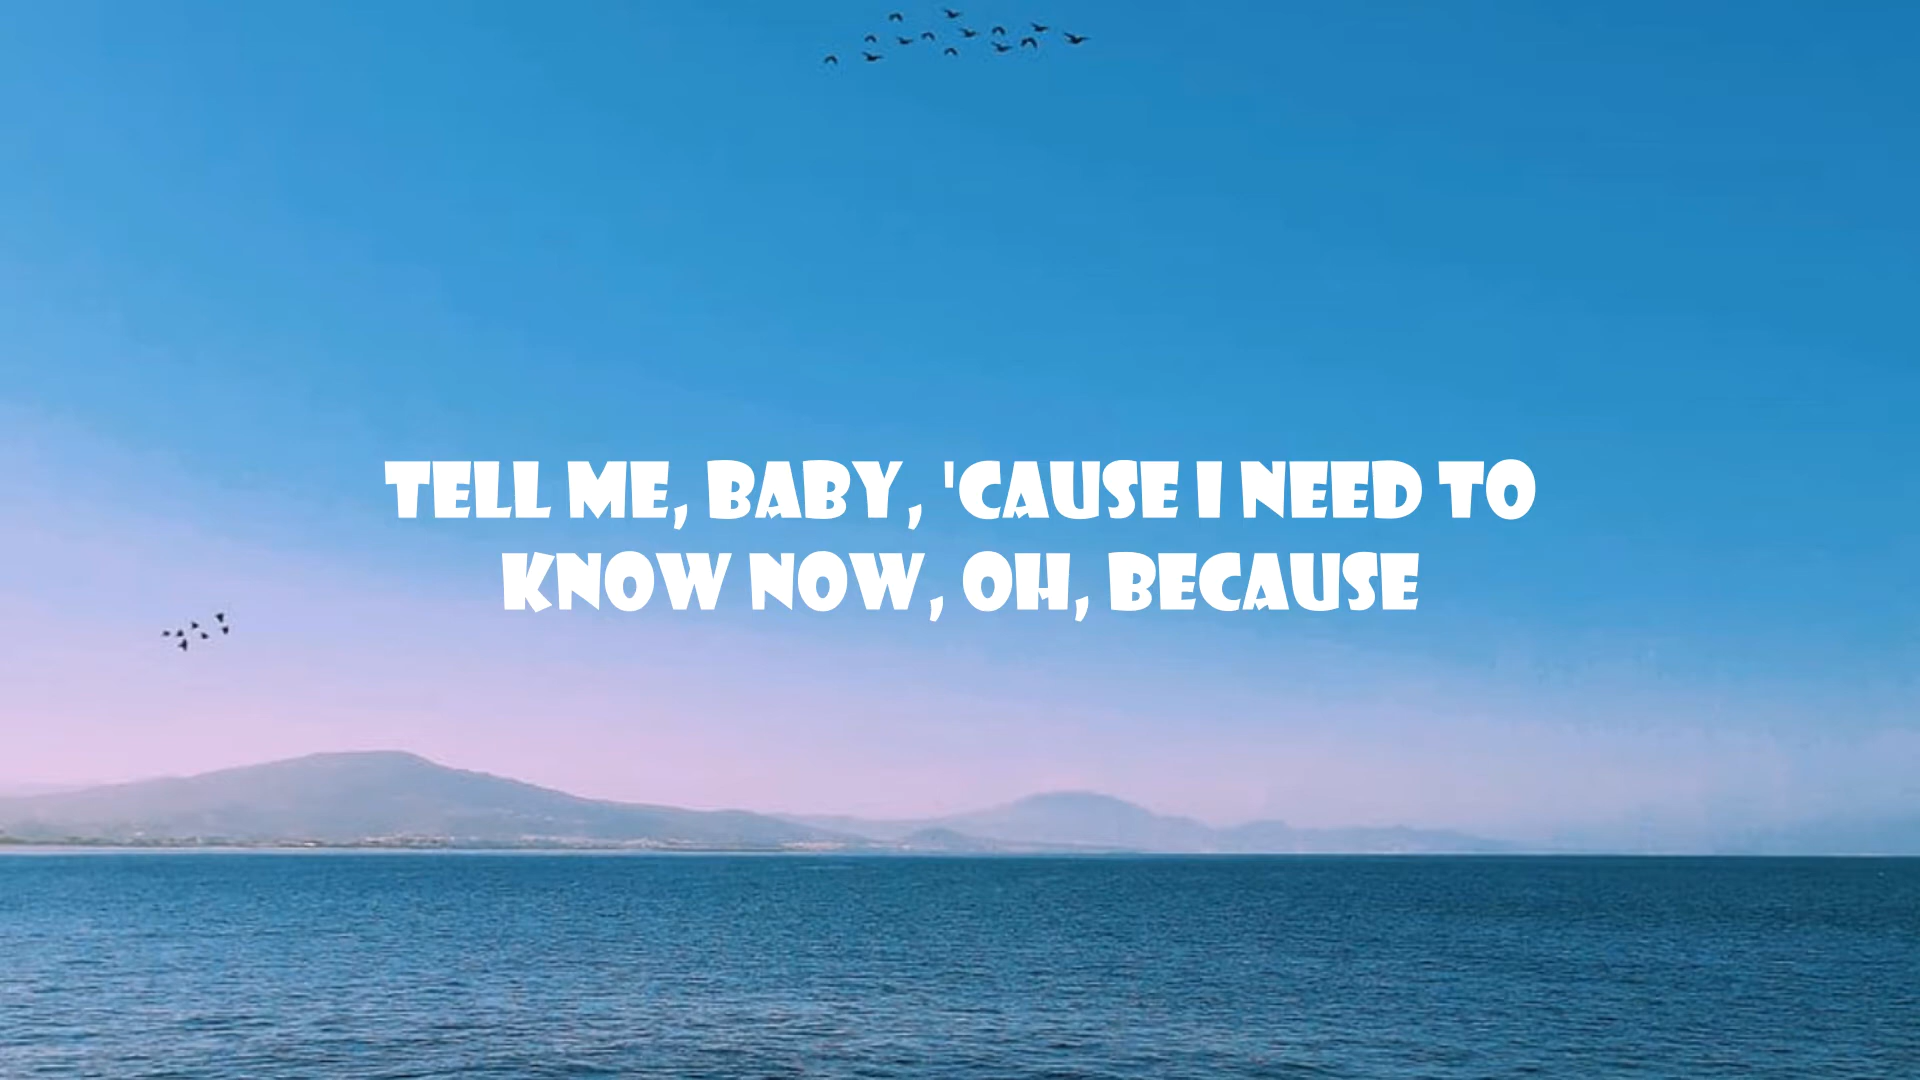 TELL ME, BABY, 'CAUSE I NEED TO
KNOW NOW, OH, BECAUSE